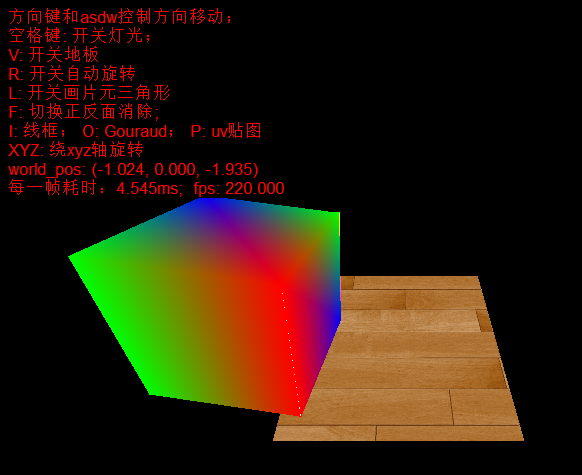 方向键和asdw控制方向移动；
空格键: 开关灯光；
V: 开关地板
R: 开关自动旋转
L: 开关画片元三角形
F: 切换正反面消除；
I: 线框； O: Gouraud； P: uv贴图
XYZ: 绕xyz轴旋转
world_pos: (-1.024, 0.000, -1.935)
每一帧耗时：4.545ms; fps: 220.000